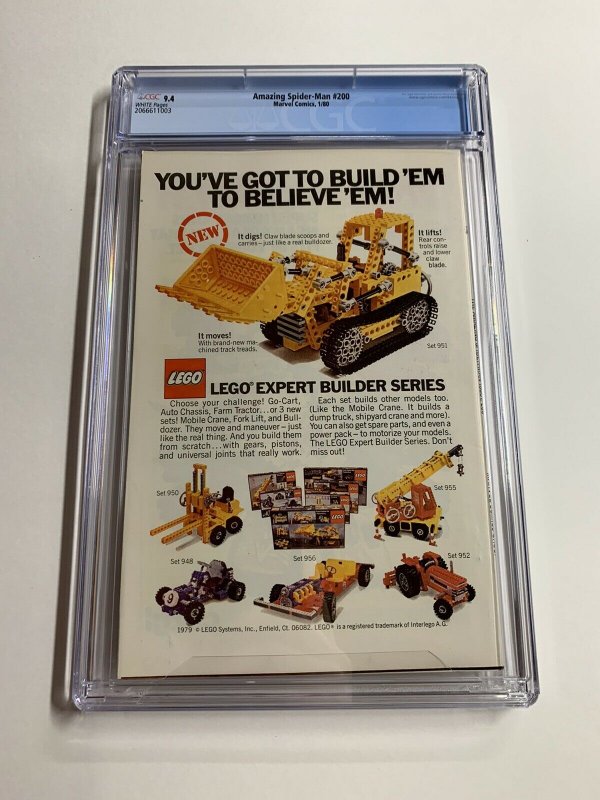 CGC 9.4
WHITE Pages
2066611003
Amazing Spider-Man #200
Marvel Comics, 1/80
CGC
YOU'VE GOT TO BUILD 'EM
TO BELIEVE 'EM!
NEW
It digs! Claw blade scoops and
carries – just like a real bulldozer.
It lifts!
Rear con-
trols raise
and lower
claw
blade.
It moves!
With brand-new ma-
chined track treads.
Set 951
LEGO
LEGO® EXPERT BUILDER SERIES
Choose your challenge! Go-Cart,
Auto Chassis, Farm Tractor...or 3 new
sets! Mobile Crane, Fork Lift, and Bull-
dozer. They move and maneuver – just
like the real thing. And you build them
from scratch...with gears, pistons,
and universal joints that really work.
Each set builds other models too.
(Like the Mobile Crane. It builds a
dump truck, shipyard crane and more).
You can also get spare parts, and even a
power pack – to motorize your models.
The LEGO Expert Builder Series. Don't
miss out!
Set 950
Set 955
Set 948
Set 956
Set 952
9
1979 © LEGO Systems, Inc., Enfield, Ct. 06082. LEGO® is a registered trademark of Interlego A.G.